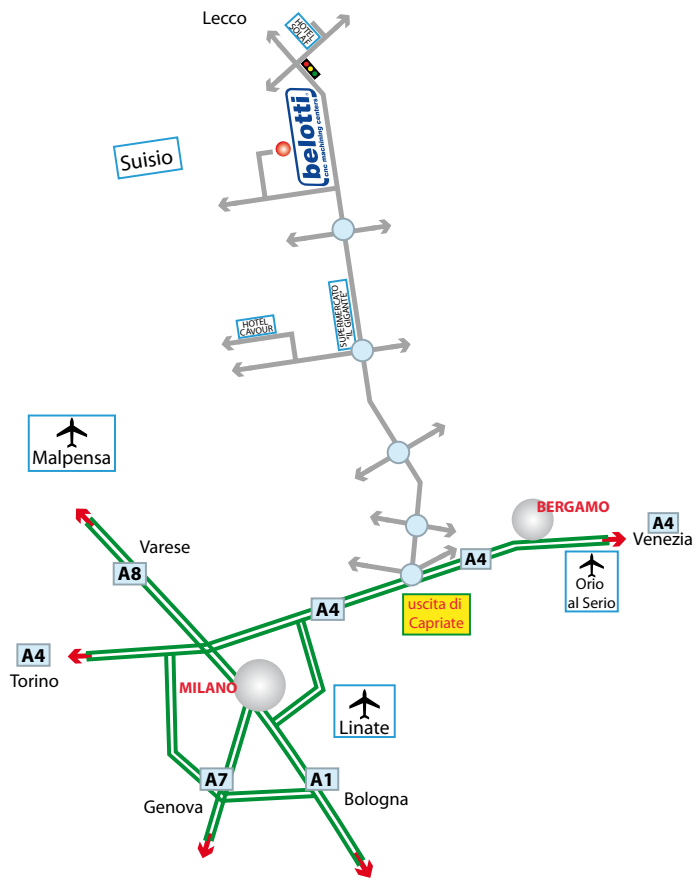 Lecco
HOTEL
SOLAF
belotti
cnc machining centers
Suisio
SUPERMERCATO
"IL GIGANTE"
HOTEL
CAVOUR
Malpensa
BERGAMO
A4
Venezia
Varese
A8
A4
Orio
al Serio
A4
uscita di
Capriate
A4
Torino
MILANO
Linate
A7
A1
Genova
Bologna